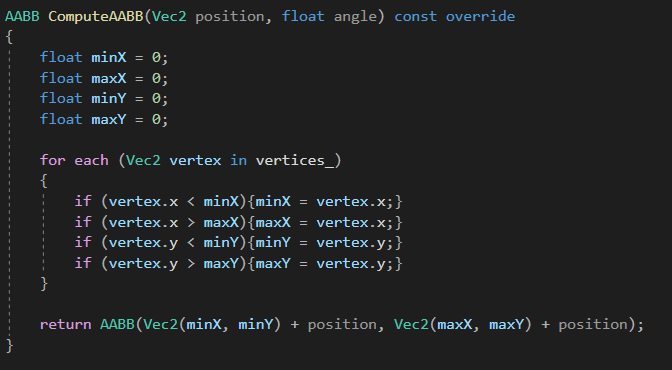 AABB ComputeAABB(Vec2 position, float angle) const override
{
float minX = 0;
float maxX = 0;
float minY = 0;
float maxY = 0;
for each (Vec2 vertex in vertices_)
{
if (vertex.x < minX){minX = vertex.x;}
if (vertex.x > maxX){maxX = vertex.x;}
if (vertex.y < minY){minY = vertex.y;}
if (vertex.y > maxY){maxY = vertex.y;}
}
return AABB(Vec2(minX, minY) + position, Vec2(maxX, maxY) + position);
}